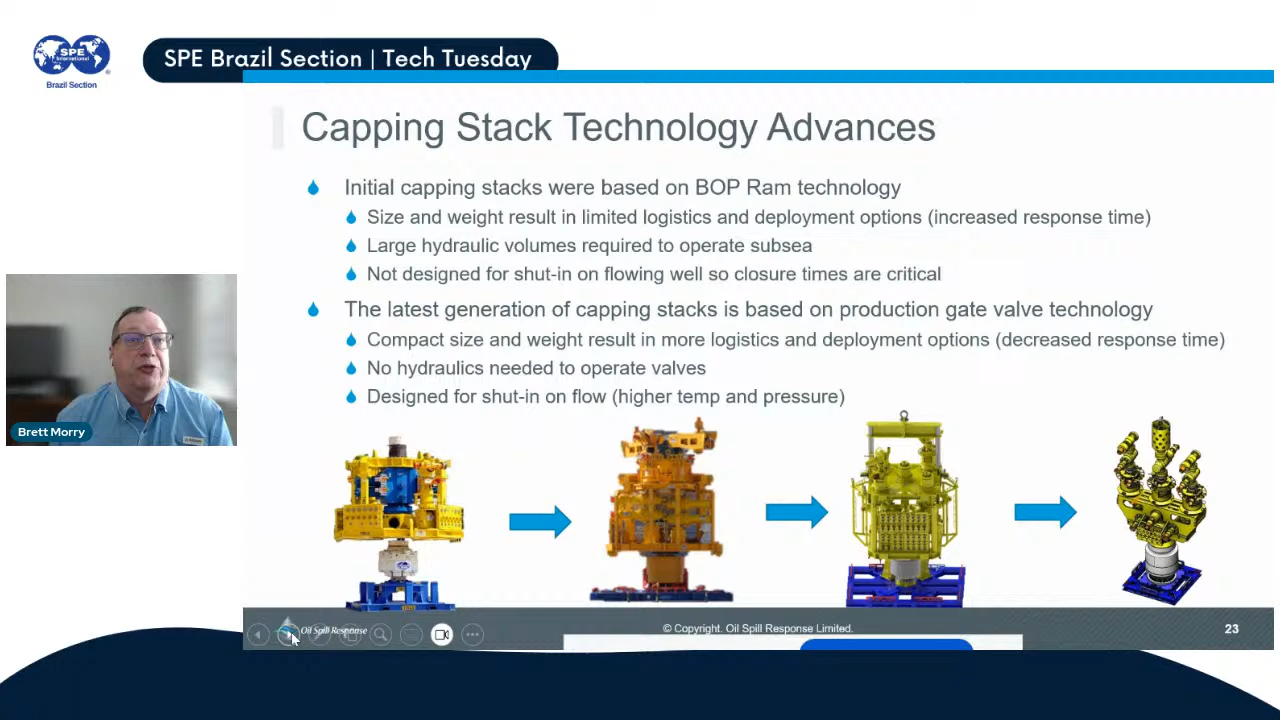 SPE
International
Brazil Section
SPE Brazil Section | Tech Tuesday
Capping Stack Technology Advances
Initial capping stacks were based on BOP Ram technology
Size and weight result in limited logistics and deployment options (increased response time)
Large hydraulic volumes required to operate subsea
Not designed for shut-in on flowing well so closure times are critical
The latest generation of capping stacks is based on production gate valve technology
Compact size and weight result in more logistics and deployment options (decreased response time)
No hydraulics needed to operate valves
Designed for shut-in on flow (higher temp and pressure)
Brett Morry
Oil Spill Response
© Copyright. Oil Spill Response Limited.
23